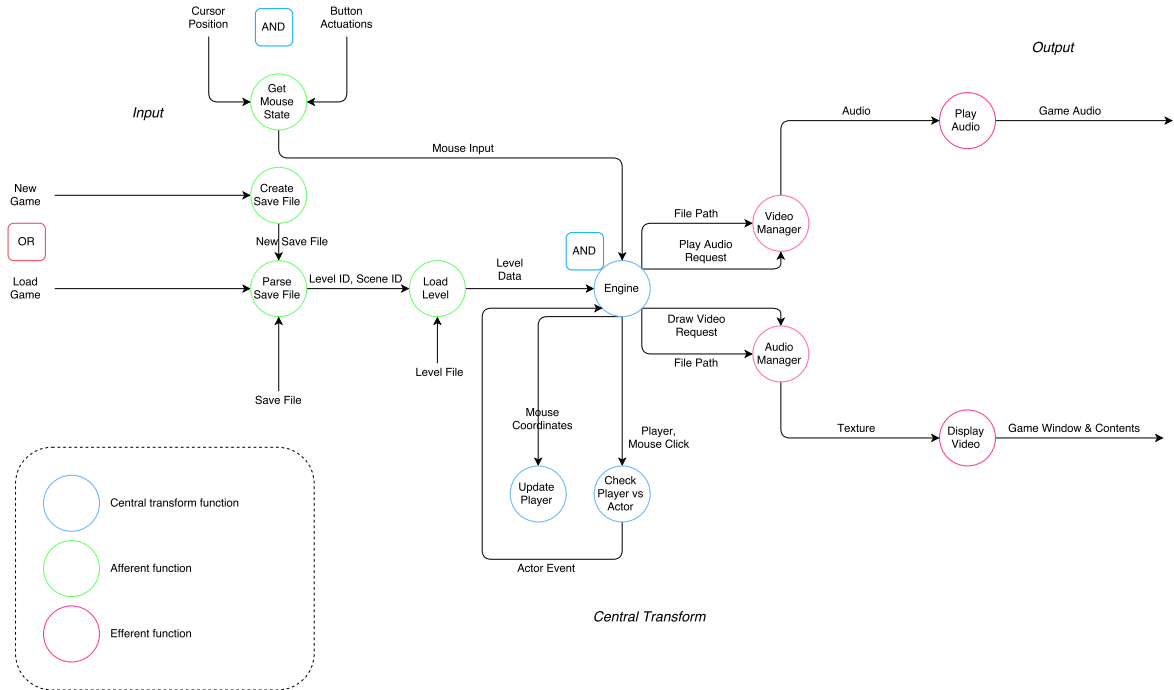 Cursor
Position
AND
Button
Actuations
Output
Input
Get
Mouse
State
Audio
Play
Audio
Game Audio
Mouse Input
New
Game
Create
Save File
File Path
Video
Manager
OR
New Save File
AND
Play Audio
Request
Load
Game
Parse
Save File
Level ID, Scene ID
Load
Level
Level
Data
Engine
Draw Video
Request
Audio
Manager
File Path
Level File
Save File
Mouse
Coordinates
Player,
Mouse Click
Texture
Display
Video
Game Window & Contents
Update
Player
Check
Player vs
Actor
Actor Event
Central transform function
Afferent function
Efferent function
Central Transform